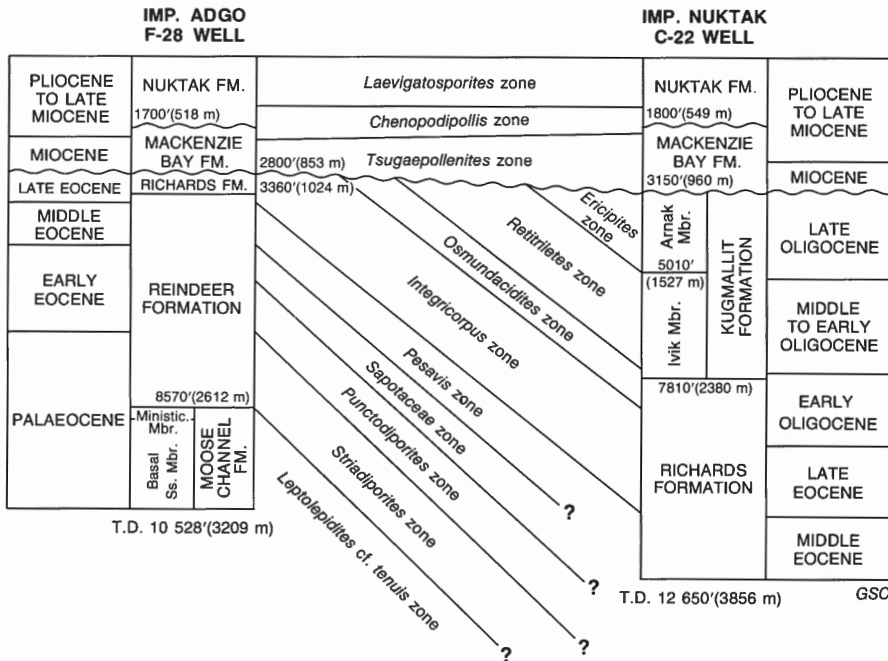 IMP. ADGO
F-28 WELL
IMP. NUKTAK
C-22 WELL
PLIOCENE
TO LATE
MIOCENE
MIOCENE
LATE EOCENE
MIDDLE
EOCENE
EARLY
EOCENE
PALAEOCENE
NUKTAK FM.
1700'(518 m)
MACKENZIE
BAY FM.
2800'(853 m)
RICHARDS FM.
3360'(1024 m)
REINDEER
FORMATION
8570'(2612 m)
Ministic.
Mbr.
Basal
Ss. Mbr.
MOOSE
CHANNEL
FM.
T.D. 10 528'(3209 m)
Laevigatosporites zone
Chenopodipollis zone
Tsugaepollenites zone
Ericipites
zone
Retitriletes zone
Osmundacidites zone
Integricorpus zone
Pesavis zone
Sapotaceae zone
Punctodiporites zone
Striadiporites zone
Leptolepidites cf. tenuis zone
?
?
?
?
NUKTAK FM.
1800'(549 m)
MACKENZIE
BAY FM.
3150'(960 m)
Arnak
Mbr.
5010'
(1527 m)
Ivik Mbr.
KUGMALLIT
FORMATION
7810'(2380 m)
RICHARDS
FORMATION
T.D. 12 650'(3856 m)
PLIOCENE
TO LATE
MIOCENE
MIOCENE
LATE
OLIGOCENE
MIDDLE
TO EARLY
OLIGOCENE
EARLY
OLIGOCENE
LATE
EOCENE
MIDDLE
EOCENE
GSC